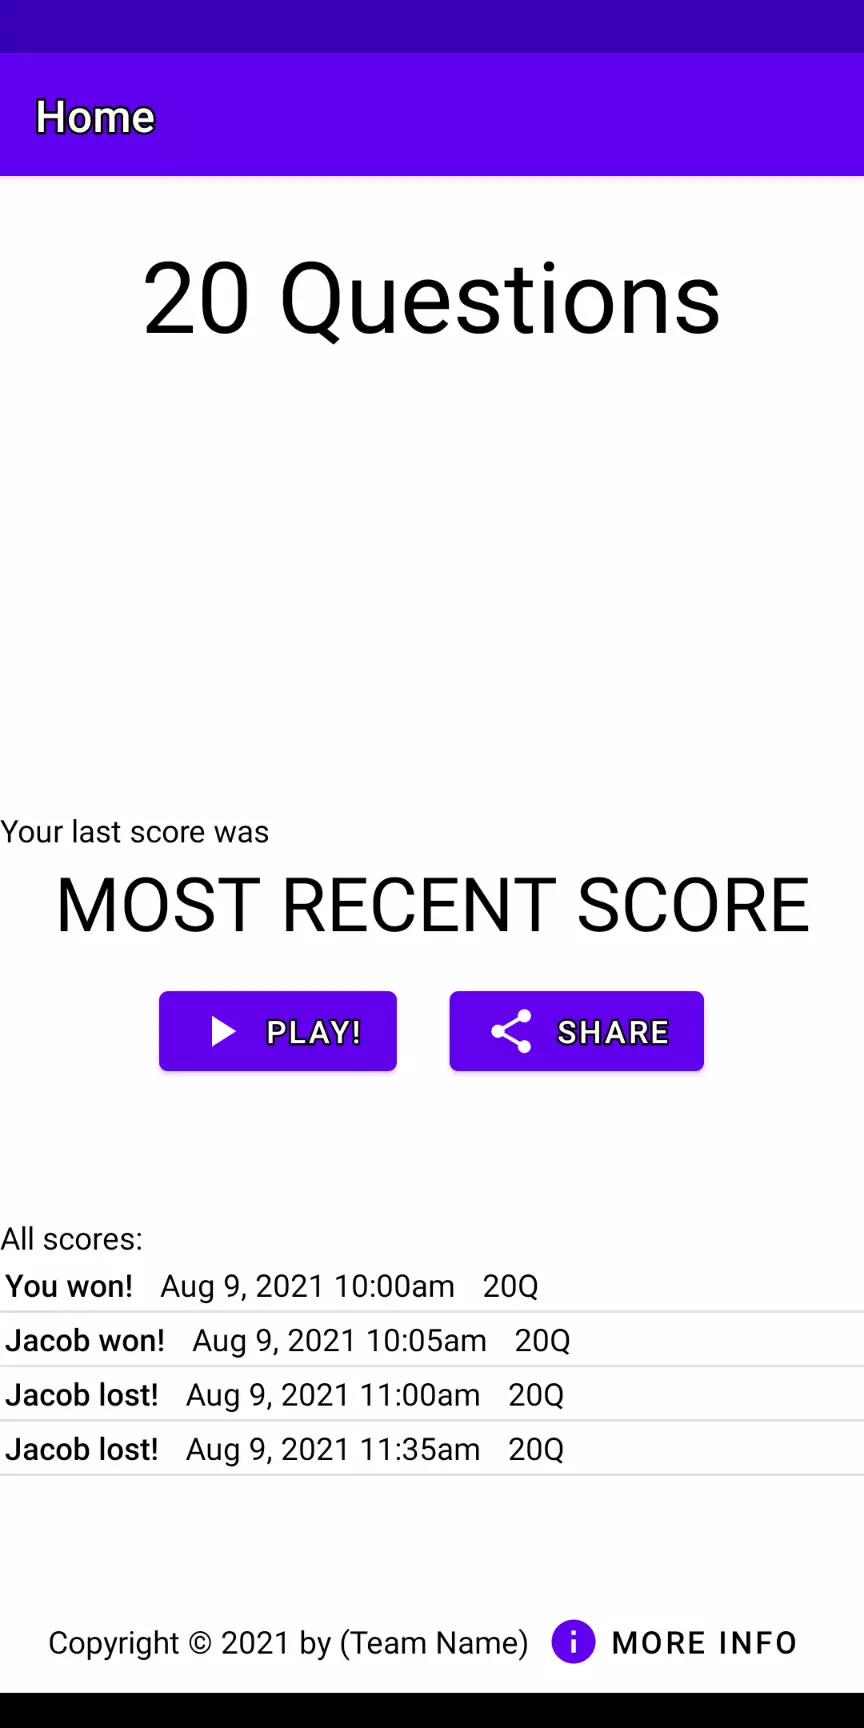 Home
20 Questions
Your last score was
MOST RECENT SCORE
PLAY! SHARE
All scores:
You won! Aug 9, 2021 10:00am 20Q
Jacob won! Aug 9, 2021 10:05am 20Q
Jacob lost! Aug 9, 2021 11:00am 20Q
Jacob lost! Aug 9, 2021 11:35am 20Q
Copyright © 2021 by (Team Name) MORE INFO